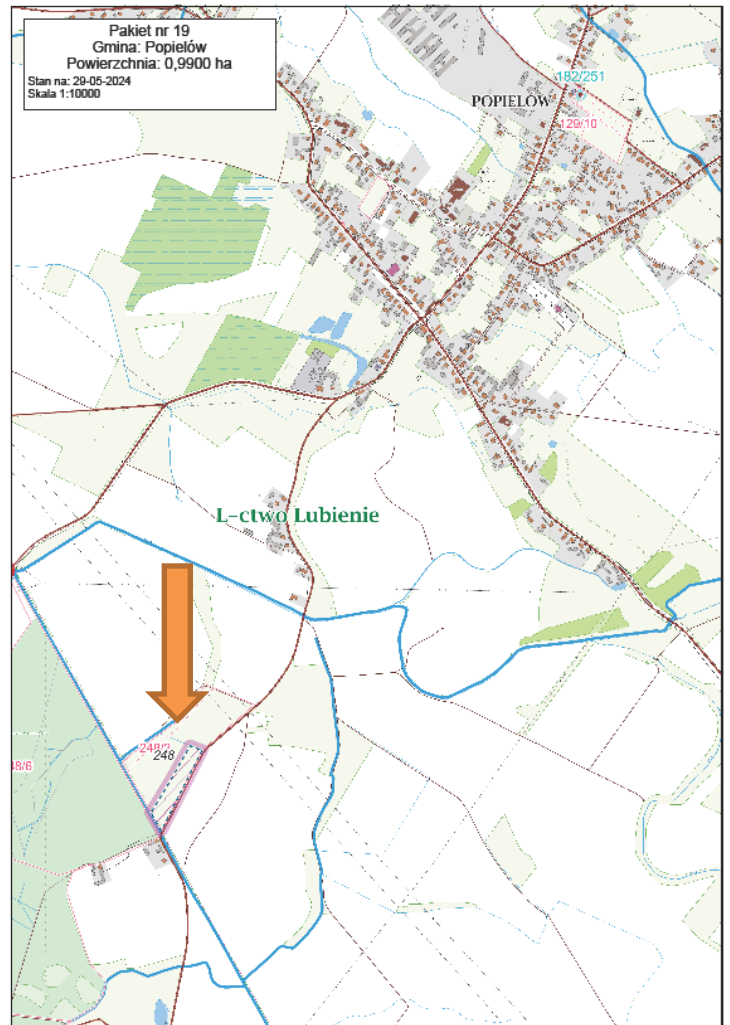 Pakiet nr 19
Gmina: Popielów
Powierzchnia: 0,9900 ha
Stan na: 29-05-2024
Skala 1:10000
182/251
POPIELÓW
129/10
L-ctwo Lubienie
248/2
248
48/6